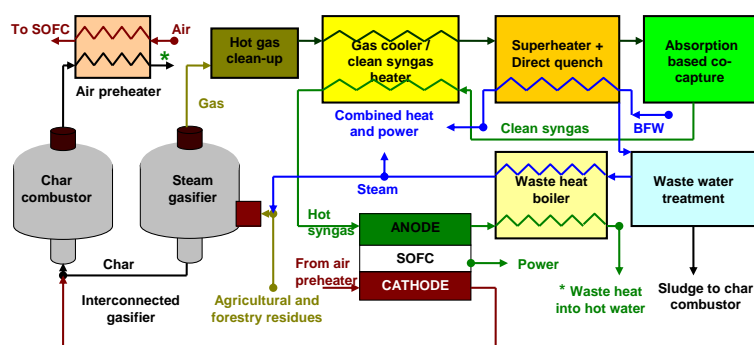 To SOFC
Air
*
Air preheater
Gas
Hot gas
clean-up
Gas cooler /
clean syngas
heater
Superheater +
Direct quench
Absorption
based co-
capture
Combined heat
and power
Clean syngas
BFW
Char
combustor
Steam
gasifier
Steam
Waste heat
boiler
Waste water
treatment
Hot
syngas
ANODE
SOFC
CATHODE
From air
preheater
Power
Char
Interconnected
gasifier
Agricultural and
forestry residues
* Waste heat
into hot water
Sludge to char
combustor